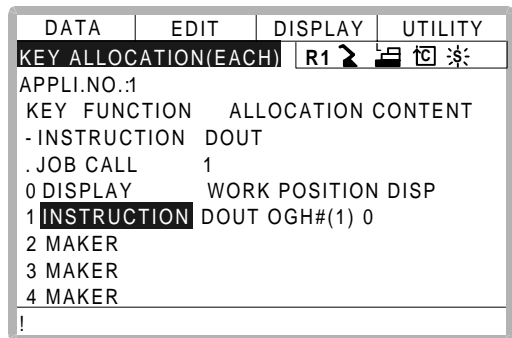 DATA EDIT DISPLAY UTILITY
KEY ALLOCATION(EACH) R1 C S
APPLI.NO.:1
KEY FUNCTION ALLOCATION CONTENT
- INSTRUCTION DOUT
. JOB CALL 1
0 DISPLAY WORK POSITION DISP
1 INSTRUCTION DOUT OGH#(1) 0
2 MAKER
3 MAKER
4 MAKER
!